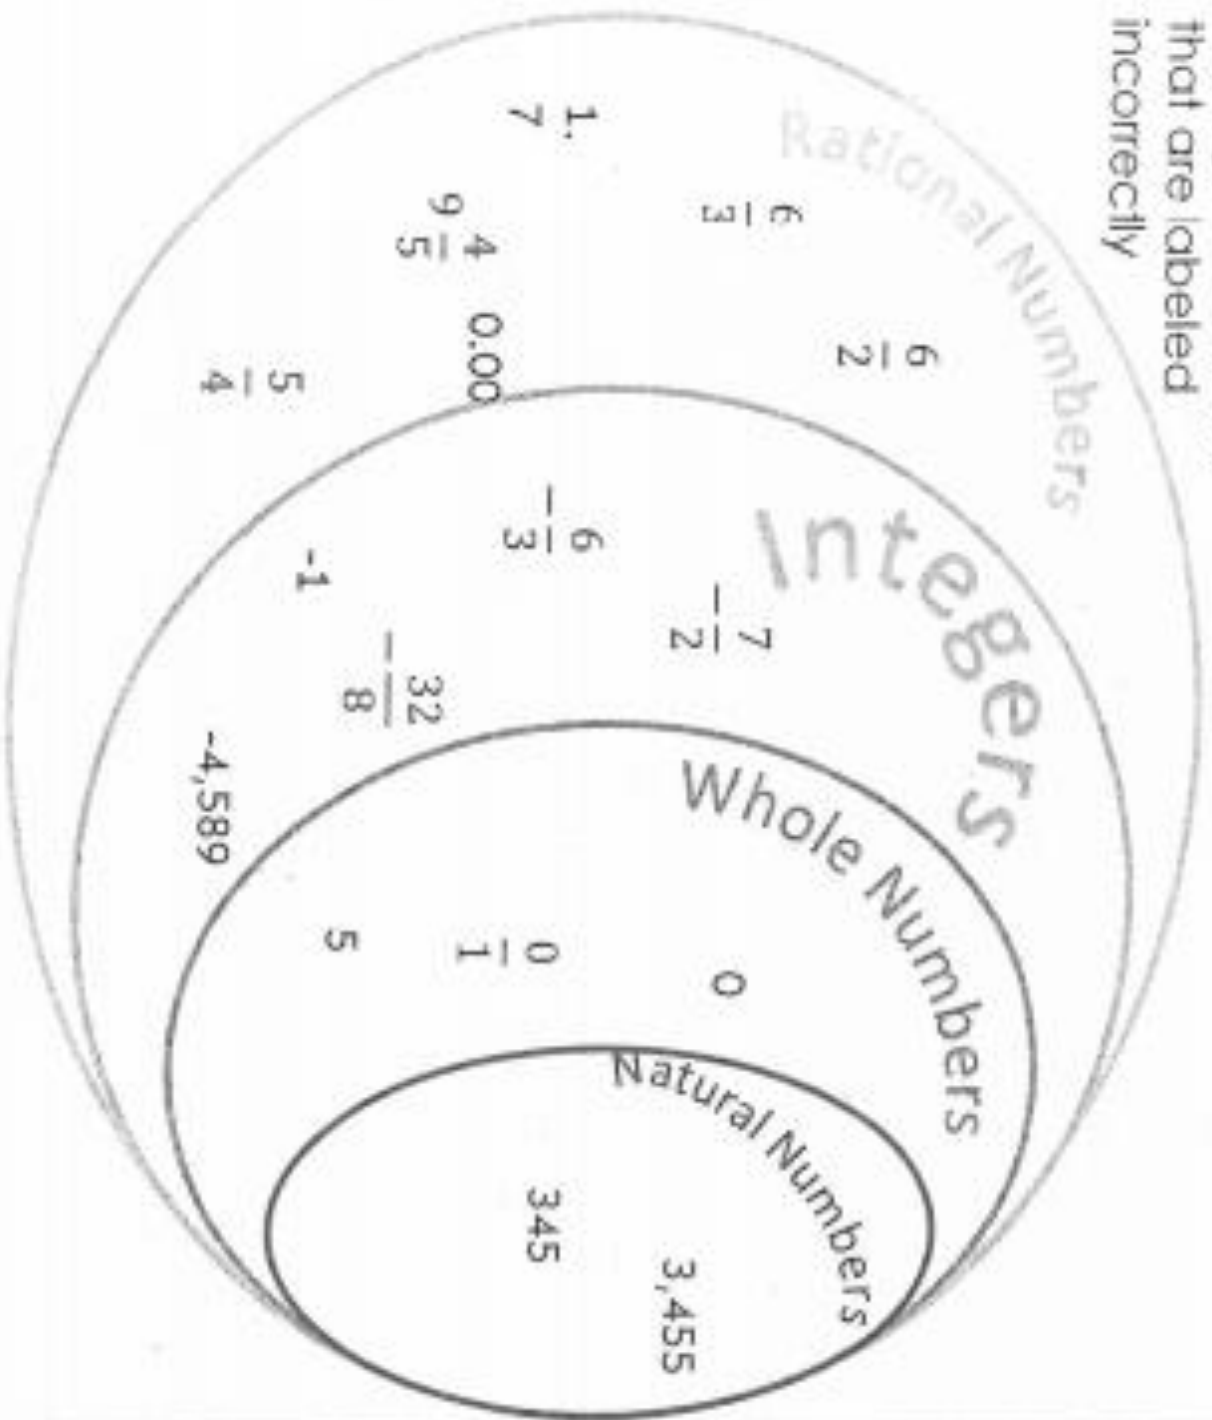 that are labeled
incorrectly
Rational Numbers
6/2
6/3
1/7
9 4/5
0.00
5/4
Integers
-7/2
-6/3
-1
-32/8
-4,589
Whole Numbers
0
0/1
5
Natural Numbers
3,455
345